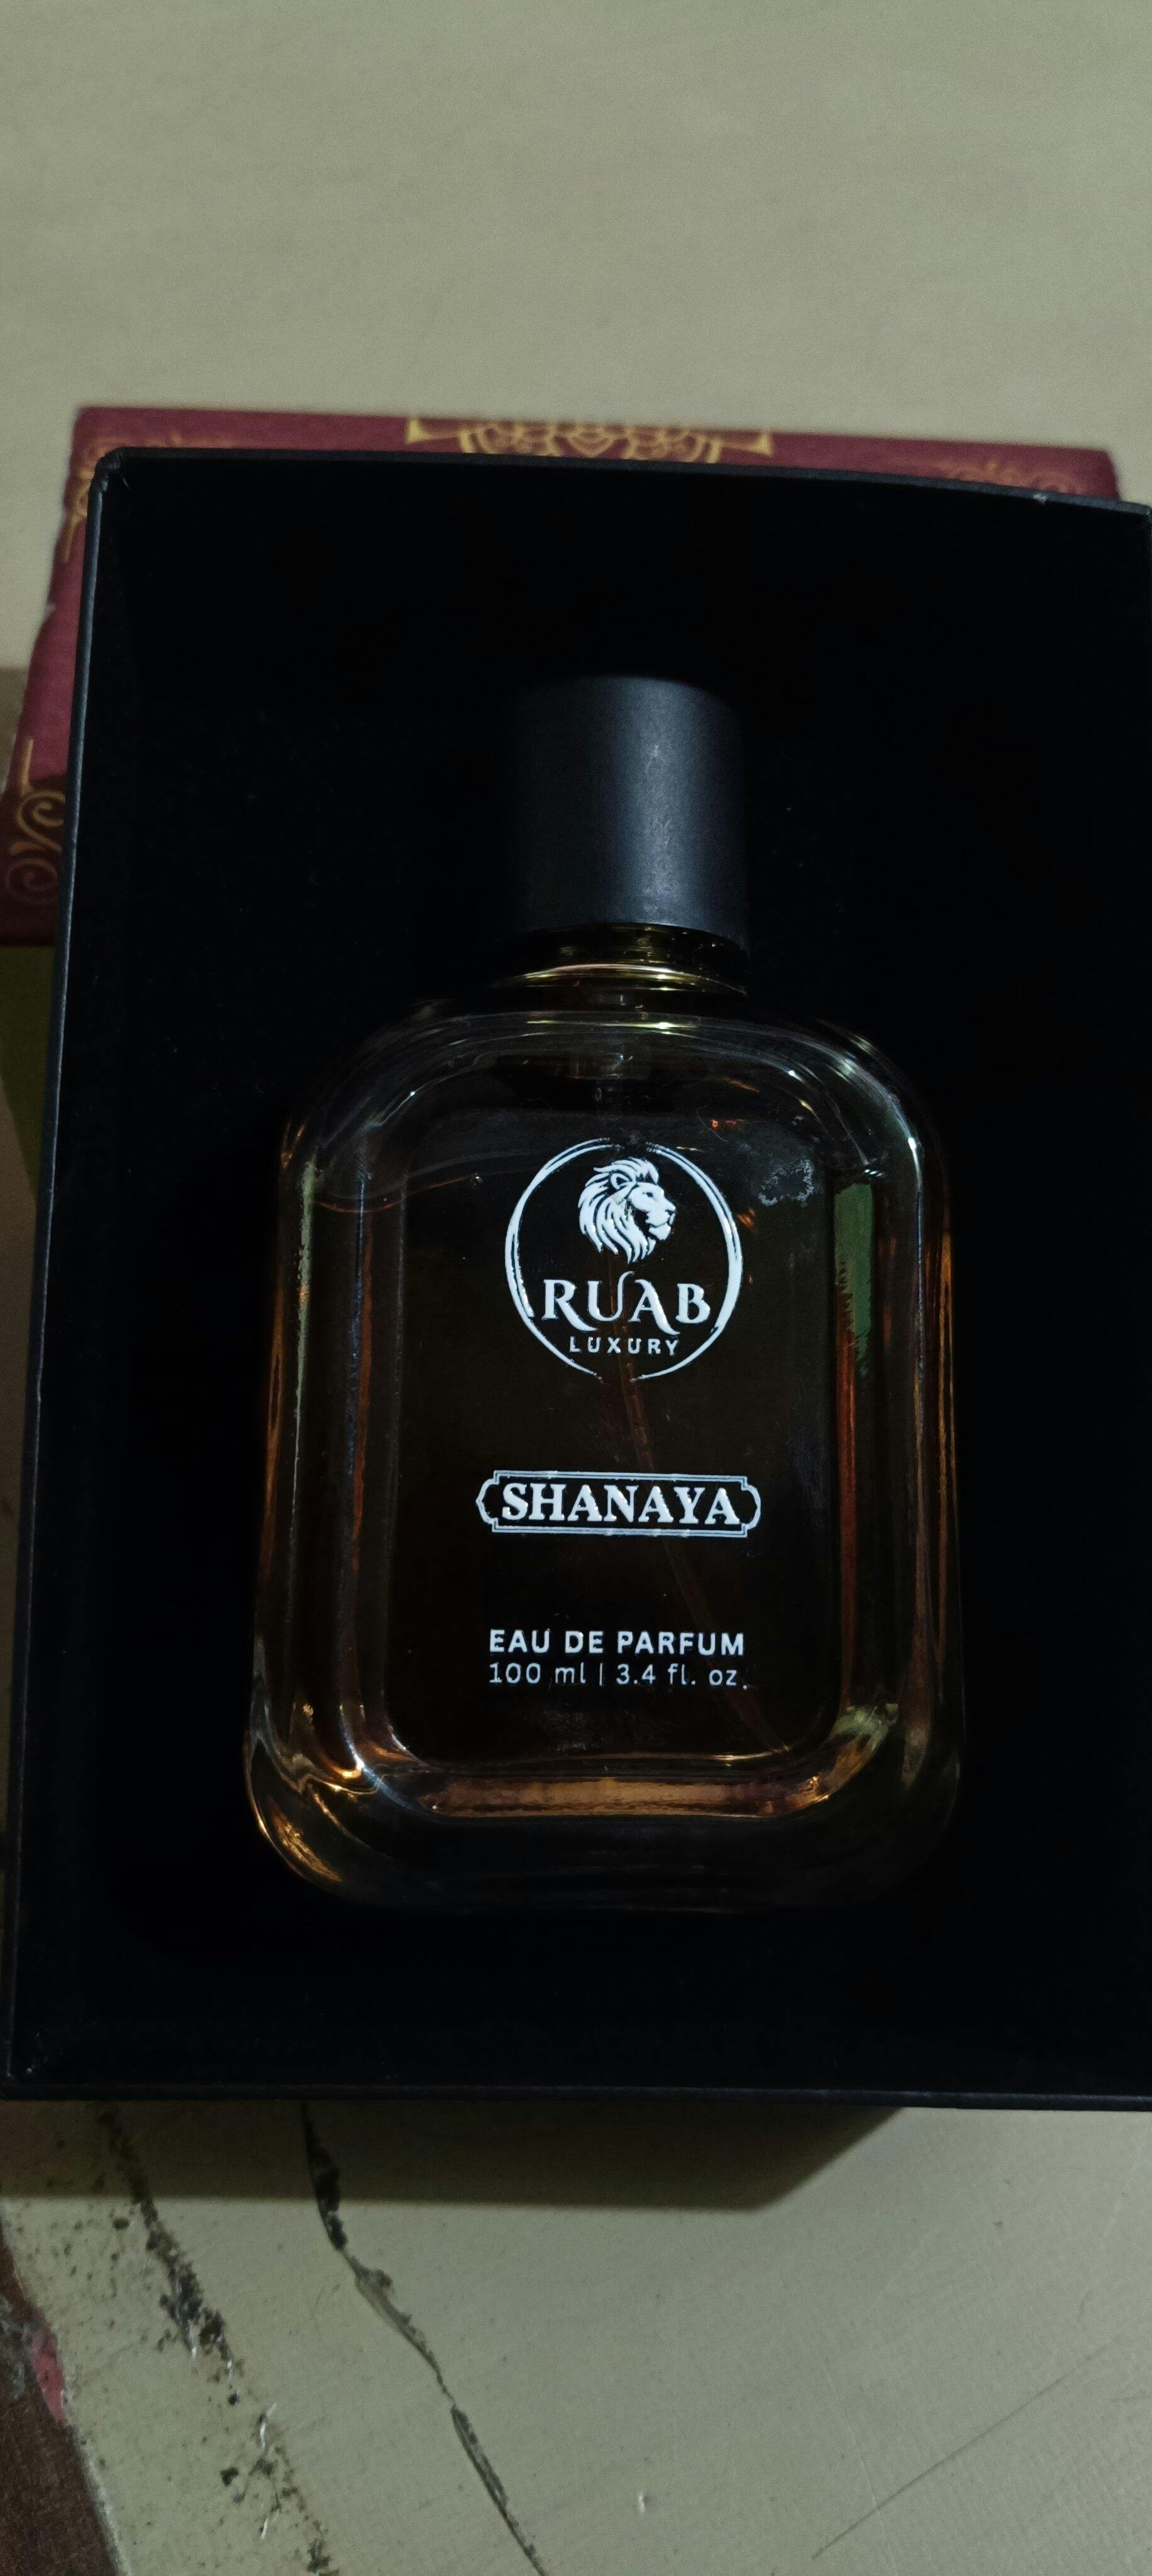 RUAB
LUXURY
SHANAYA
EAU DE PARFUM
100 ml | 3.4 fl. oz.